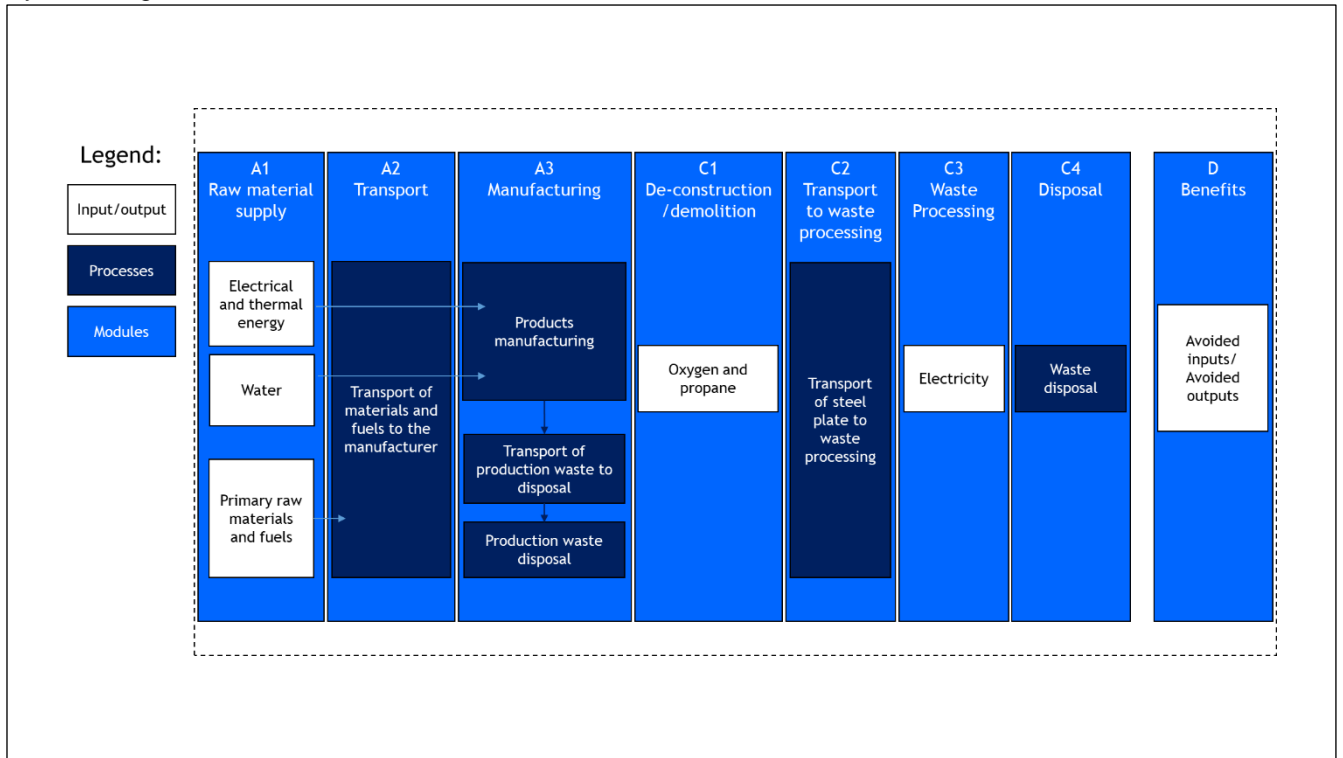 Legend:
Input/output
Processes
Modules
A1
Raw material
supply
Electrical
and thermal
energy
Water
Primary raw
materials
and fuels
A2
Transport
Transport of
materials and
fuels to the
manufacturer
A3
Manufacturing
Products
manufacturing
Transport of
production waste to
disposal
Production waste
disposal
C1
De-construction
/demolition
Oxygen and
propane
C2
Transport
to waste
processing
Transport
of steel
plate to
waste
processing
C3
Waste
Processing
Electricity
C4
Disposal
Waste
disposal
D
Benefits
Avoided
inputs/
Avoided
outputs